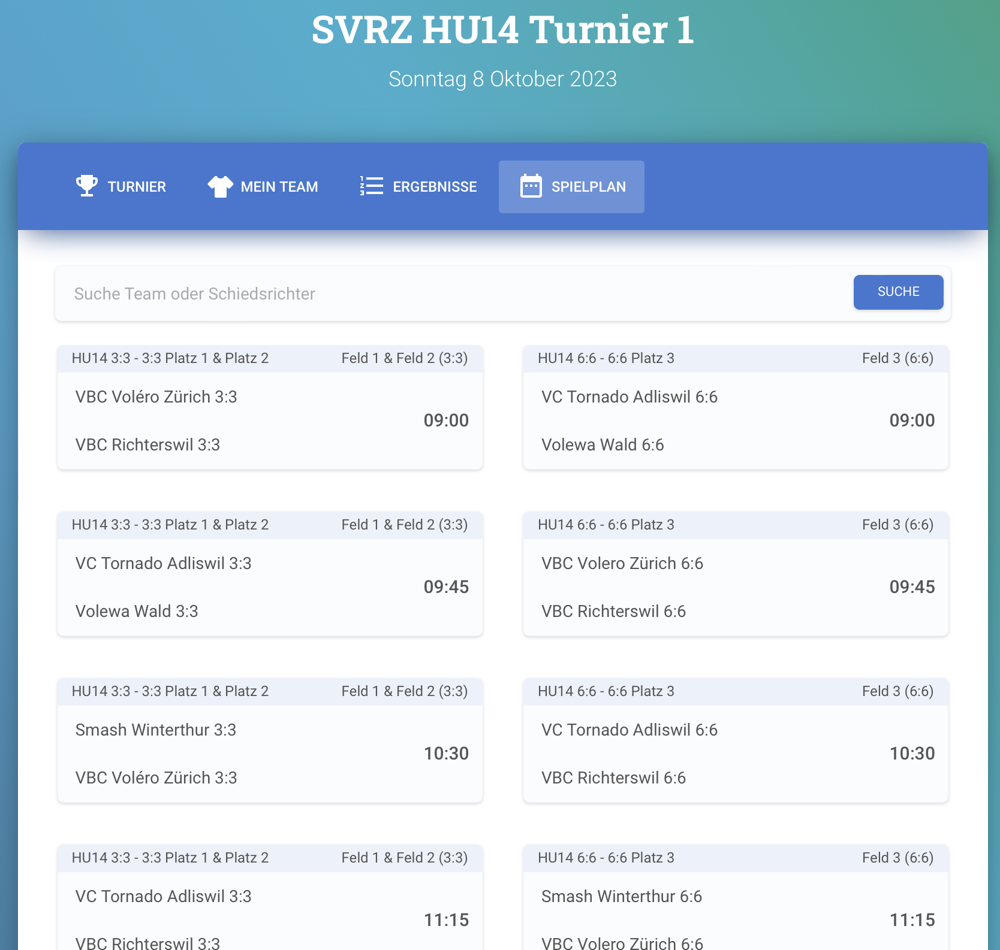 SVRZ HU14 Turnier 1
Sonntag 8 Oktober 2023
TURNIER
MEIN TEAM
ERGEBNISSE
SPIELPLAN
Suche Team oder Schiedsrichter
SUCHE
HU14 3:3 - 3:3 Platz 1 & Platz 2
Feld 1 & Feld 2 (3:3)
VBC Voléro Zürich 3:3
09:00
VBC Richterswil 3:3
HU14 6:6 - 6:6 Platz 3
Feld 3 (6:6)
VC Tornado Adliswil 6:6
09:00
Volewa Wald 6:6
HU14 3:3 - 3:3 Platz 1 & Platz 2
Feld 1 & Feld 2 (3:3)
VC Tornado Adliswil 3:3
09:45
Volewa Wald 3:3
HU14 6:6 - 6:6 Platz 3
Feld 3 (6:6)
VBC Volero Zürich 6:6
09:45
VBC Richterswil 6:6
HU14 3:3 - 3:3 Platz 1 & Platz 2
Feld 1 & Feld 2 (3:3)
Smash Winterthur 3:3
10:30
VBC Voléro Zürich 3:3
HU14 6:6 - 6:6 Platz 3
Feld 3 (6:6)
VC Tornado Adliswil 6:6
10:30
VBC Richterswil 6:6
HU14 3:3 - 3:3 Platz 1 & Platz 2
Feld 1 & Feld 2 (3:3)
VC Tornado Adliswil 3:3
11:15
VBC Richterswil 3:3
HU14 6:6 - 6:6 Platz 3
Feld 3 (6:6)
Smash Winterthur 6:6
11:15
VBC Volero Zürich 6:6